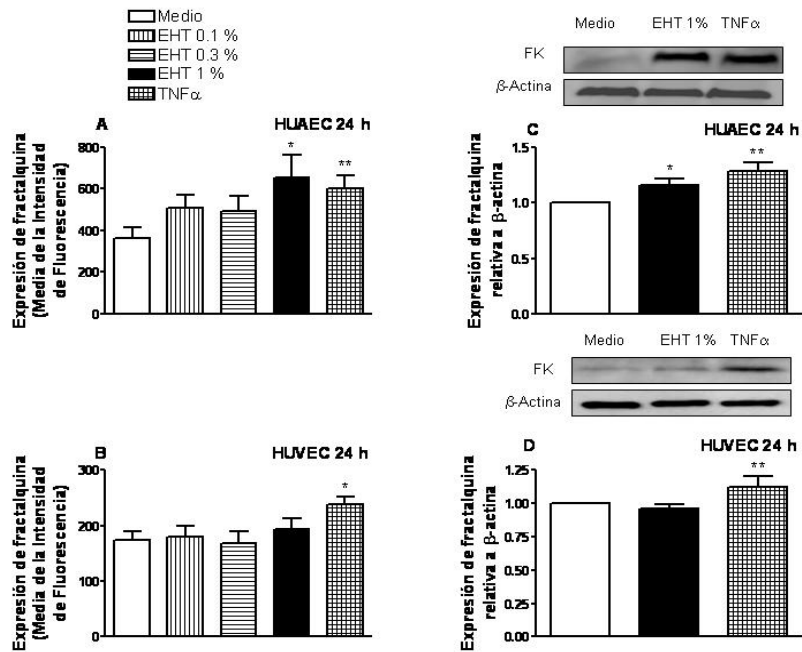 Medio
EHT 0.1 %
EHT 0.3 %
EHT 1 %
TNFα
A
HUAEC 24 h
Expresión de fractalquina
(Media de la Intensidad
de Fluorescencia)
800
600
400
200
0
*
**
B
HUVEC 24 h
Expresión de fractalquina
(Media de la Intensidad
de Fluorescencia)
300
200
100
0
*
Medio EHT 1% TNFα
FK
β-Actina
C
HUAEC 24 h
Expresión de fractalquina
relativa a β-actina
1.5
1.0
0.5
0.0
*
**
Medio EHT 1% TNFα
FK
β-Actina
D
HUVEC 24 h
Expresión de fractalquina
relativa a β-actina
1.25
1.00
0.75
0.50
0.25
0.00
**